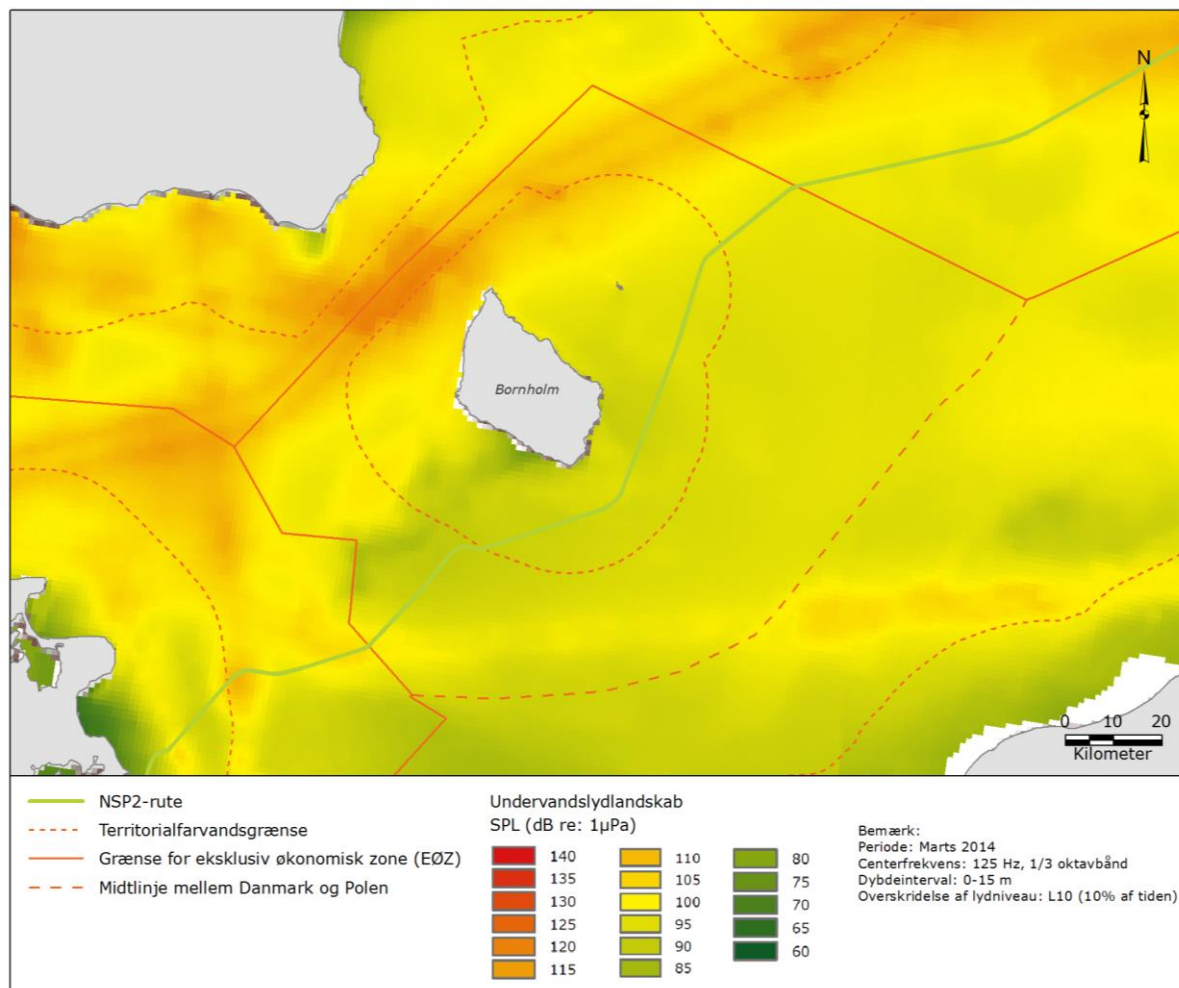 N
Bornholm
0 10 20
Kilometer
NSP2-rute
Territorialfarvandsgrænse
Grænse for eksklusiv økonomisk zone (EØZ)
Midtlinje mellem Danmark og Polen
Undervandslydlandskab
SPL (dB re: 1µPa)
140
135
130
125
120
115
110
105
100
95
90
85
80
75
70
65
60
Bemærk:
Periode: Marts 2014
Centerfrekvens: 125 Hz, 1/3 oktavbånd
Dybdeinterval: 0-15 m
Overskridelse af lydniveau: L10 (10% af tiden)